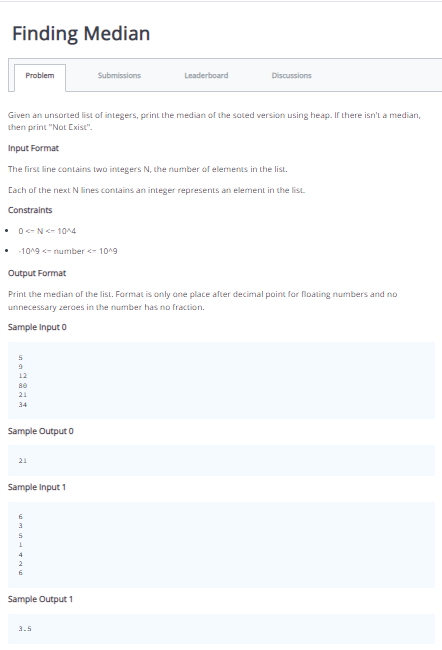 Finding Median
Problem
Submissions
Leaderboard
Discussions
Given an unsorted list of integers, print the median of the soted version using heap. If there isn't a median,
then print "Not Exist".
Input Format
The first line contains two integers N, the number of elements in the list.
Each of the next N lines contains an integer represents an element in the list.
Constraints
• 0 <= N <= 10^4
• -10^9 <= number <= 10^9
Output Format
Print the median of the list. Format is only one place after decimal point for floating numbers and no
unnecessary zeroes in the number has no fraction.
Sample Input 0
5
9
12
80
21
34
Sample Output 0
21
Sample Input 1
6
3
5
1
4
2
6
Sample Output 1
3.5